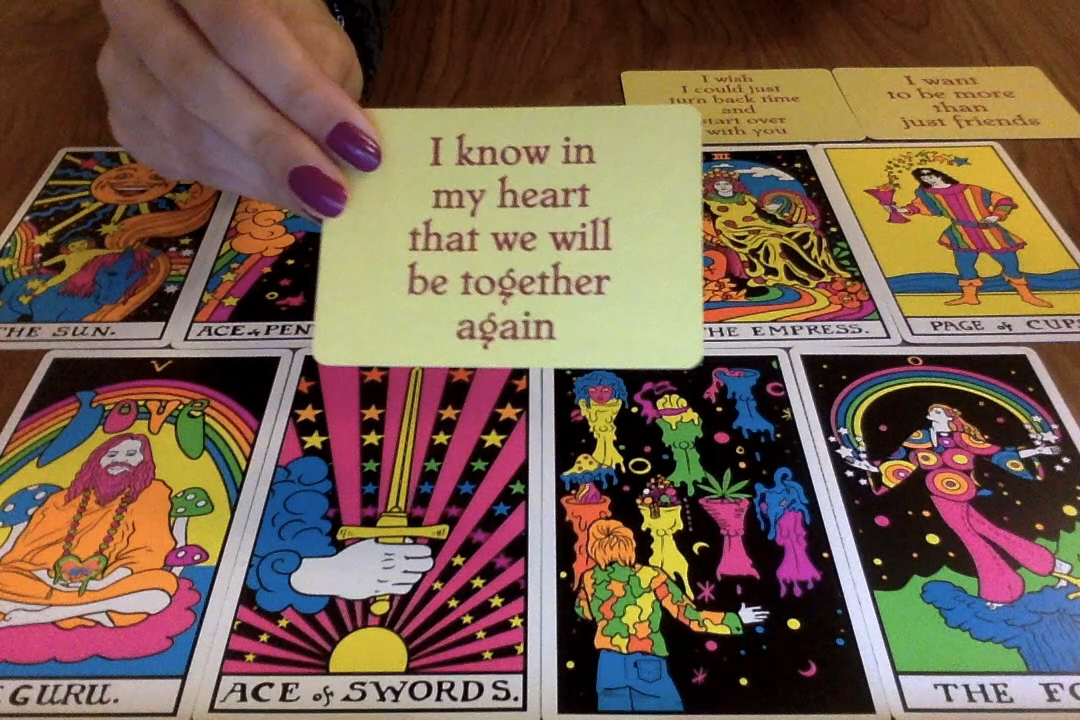 I wish
I could just
turn back time
and
start over
with you
I want
to be more
than
just friends
I know in
my heart
that we will
be together
again
III
THE SUN.
ACE of PEN
THE EMPRESS.
PAGE of CUPS
V
love
GURU.
ACE of SWORDS.
O
THE FO